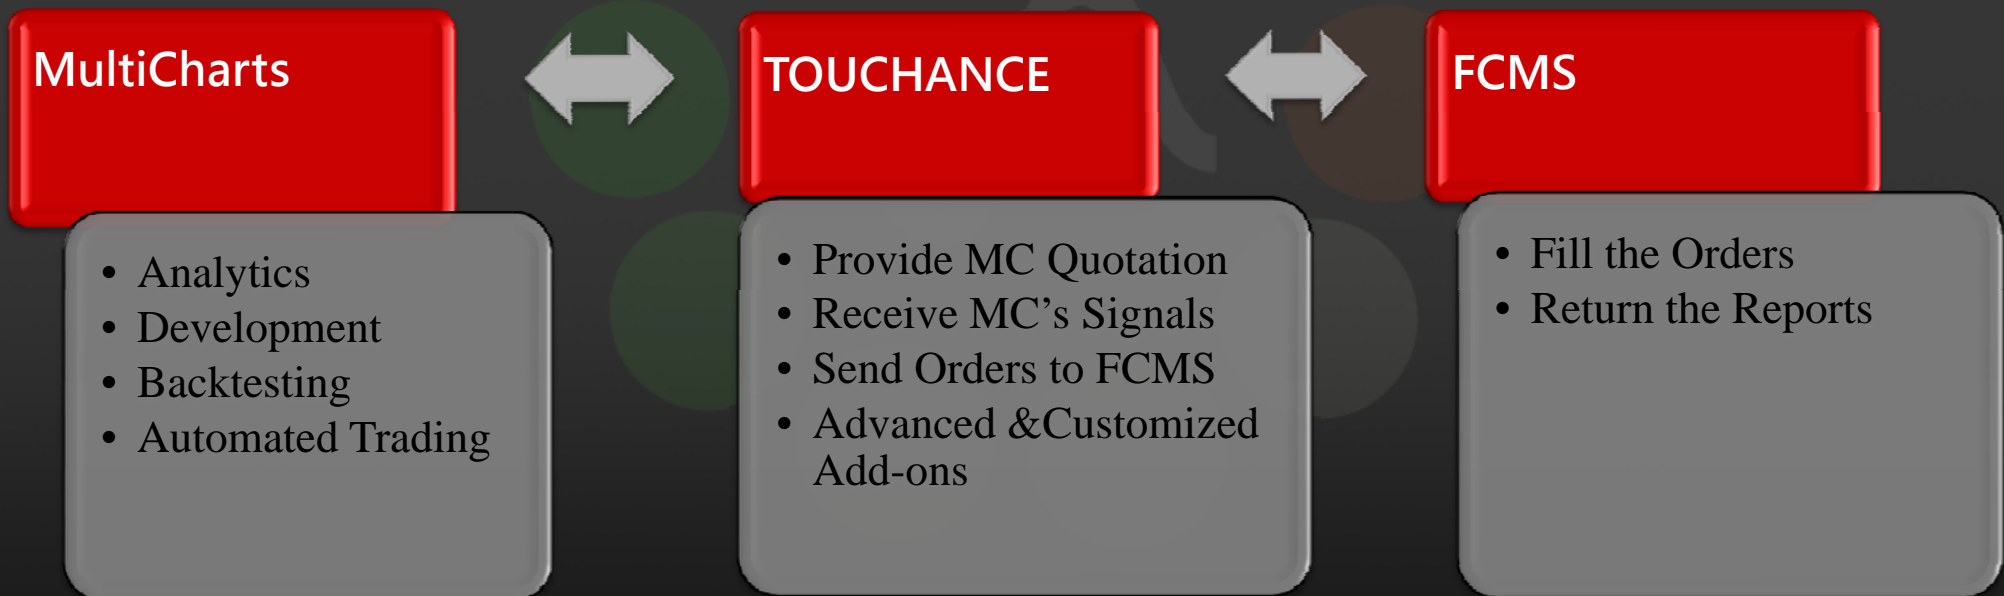 MultiCharts
• Analytics
• Development
• Backtesting
• Automated Trading
TOUCHANCE
• Provide MC Quotation
• Receive MC’s Signals
• Send Orders to FCMS
• Advanced &Customized
Add-ons
FCMS
• Fill the Orders
• Return the Reports